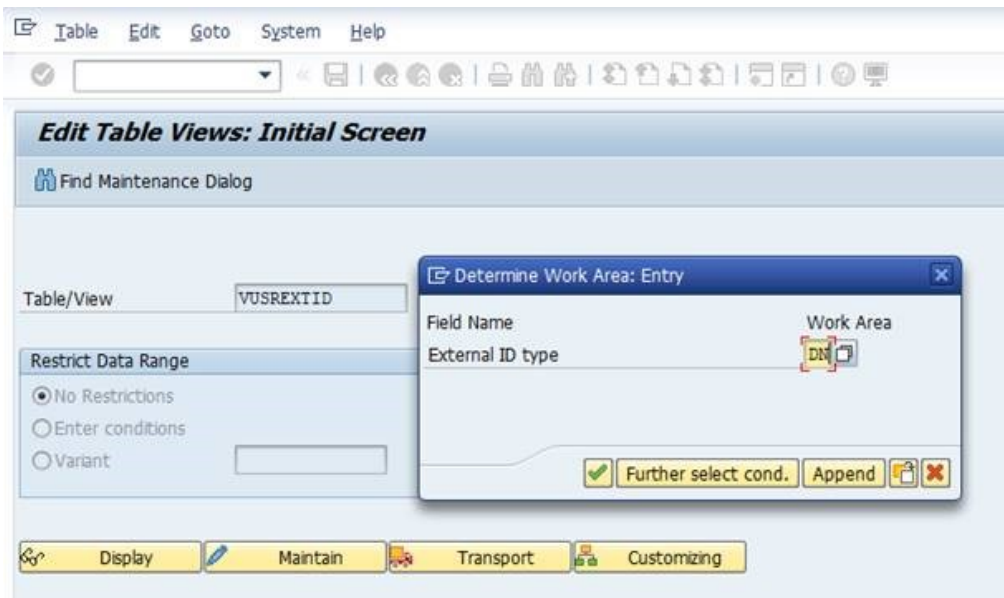 Table Edit Goto System Help
Edit Table Views: Initial Screen
Find Maintenance Dialog
Table/View VUSREXTID
Restrict Data Range
No Restrictions
Enter conditions
Variant
Determine Work Area: Entry
Field Name Work Area
External ID type DN
Further select cond. Append
Display Maintain Transport Customizing